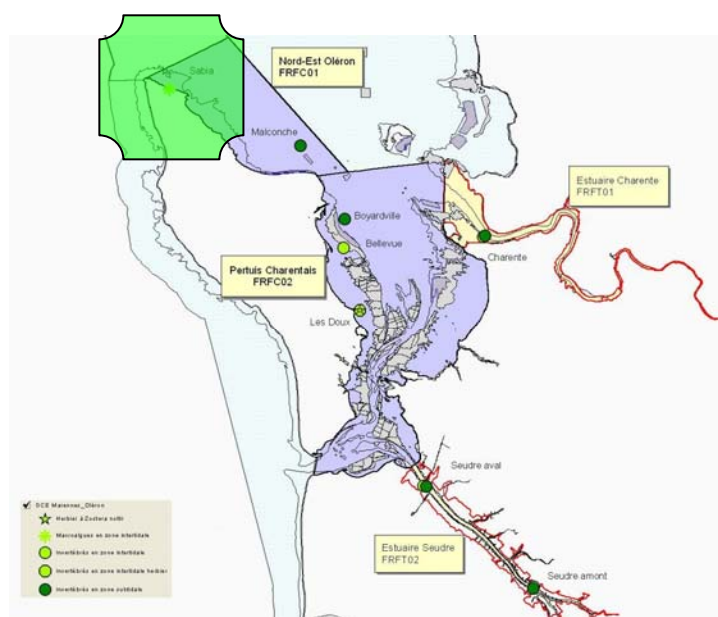 Nord-Est Oléron
FRFC01
Sabia
Malconche
Estuaire Charente
FRFT01
Boyardville
Bellevue
Charente
Pertuis Charentais
FRFC02
Les Doux
Seudre aval
Estuaire Seudre
FRFT02
Seudre amont
DCE Marennes_Oléron
Herbier à Zostera noltii
Macroalgues en zone intertidale
Invertébrés en zone intertidale
Invertébrés en zone intertidale herbier
Invertébrés en zone subtidale